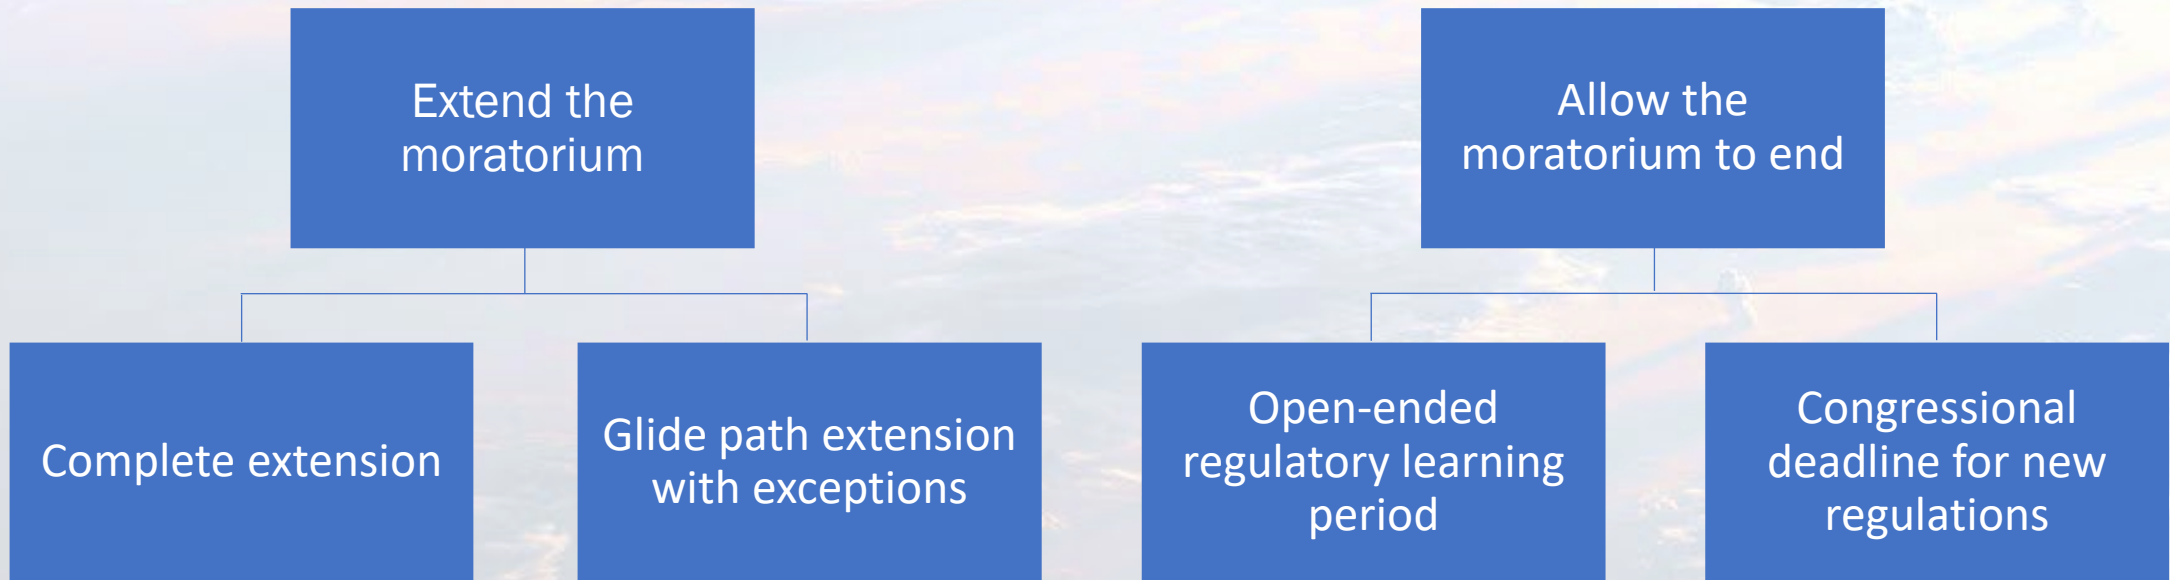 Extend the
moratorium
Allow the
moratorium to end
Complete extension
Glide path extension
with exceptions
Open-ended
regulatory learning
period
Congressional
deadline for new
regulations